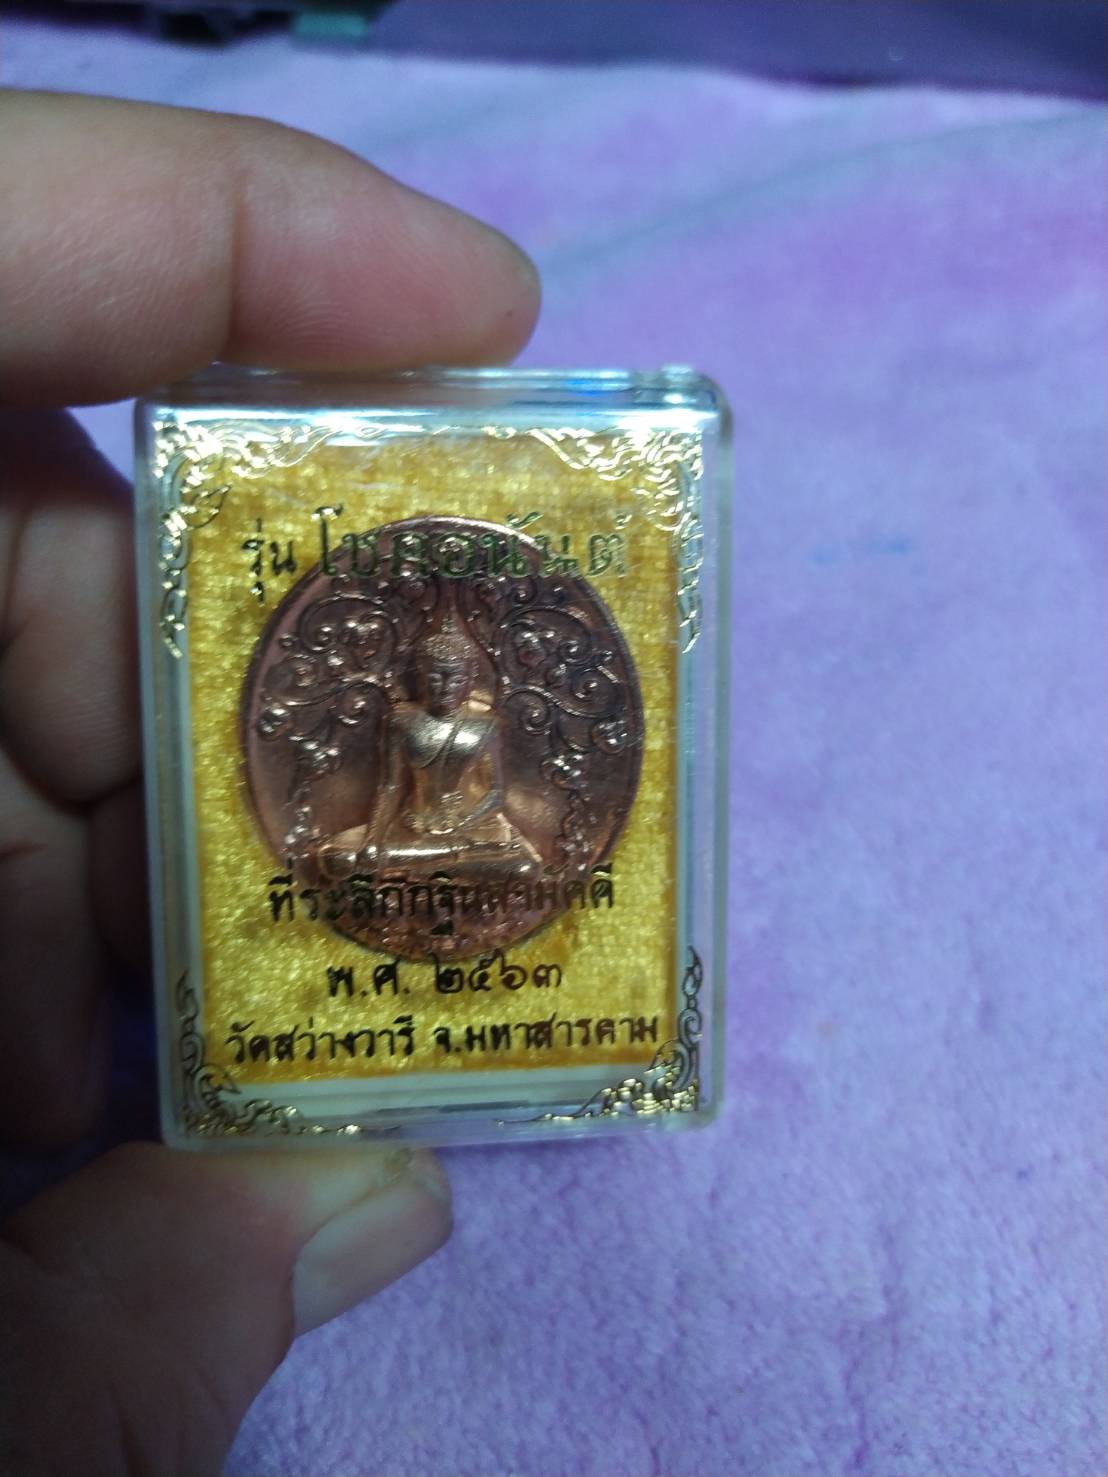 รุ่น โชคอนันต์
ที่ระลึกกฐินสามัคคี
พ.ศ. ๒๕๖๓
วัดสว่างวารี จ.มหาสารคาม